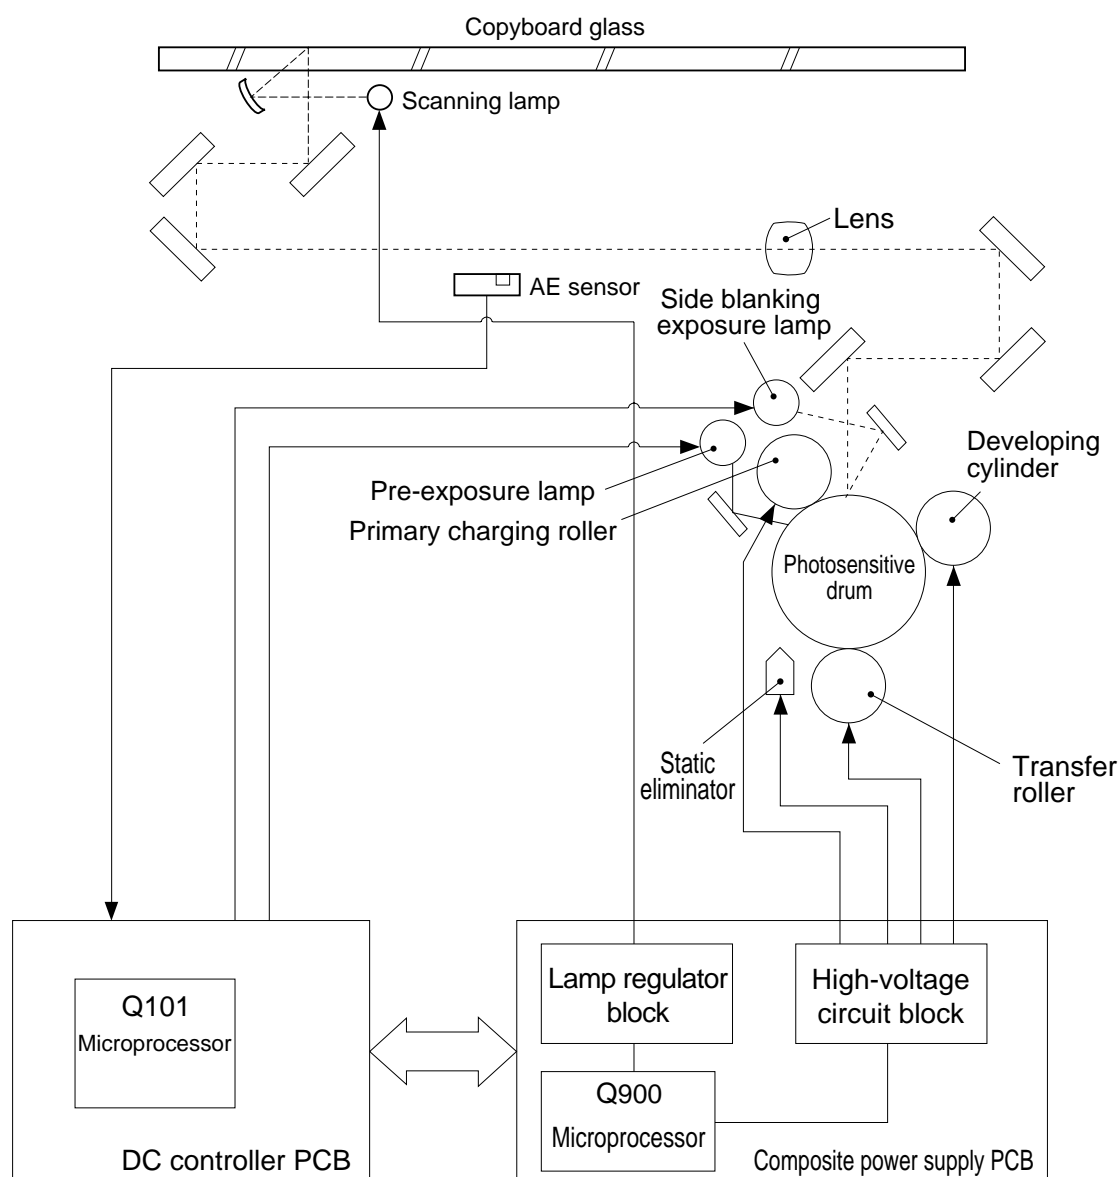 Copyboard glass
Scanning lamp
Lens
AE sensor
Side blanking
exposure lamp
Developing
cylinder
Pre-exposure lamp
Primary charging roller
Photosensitive
drum
Static
eliminator
Transfer
roller
Q101
Microprocessor
DC controller PCB
Lamp regulator
block
High-voltage
circuit block
Q900
Microprocessor
Composite power supply PCB